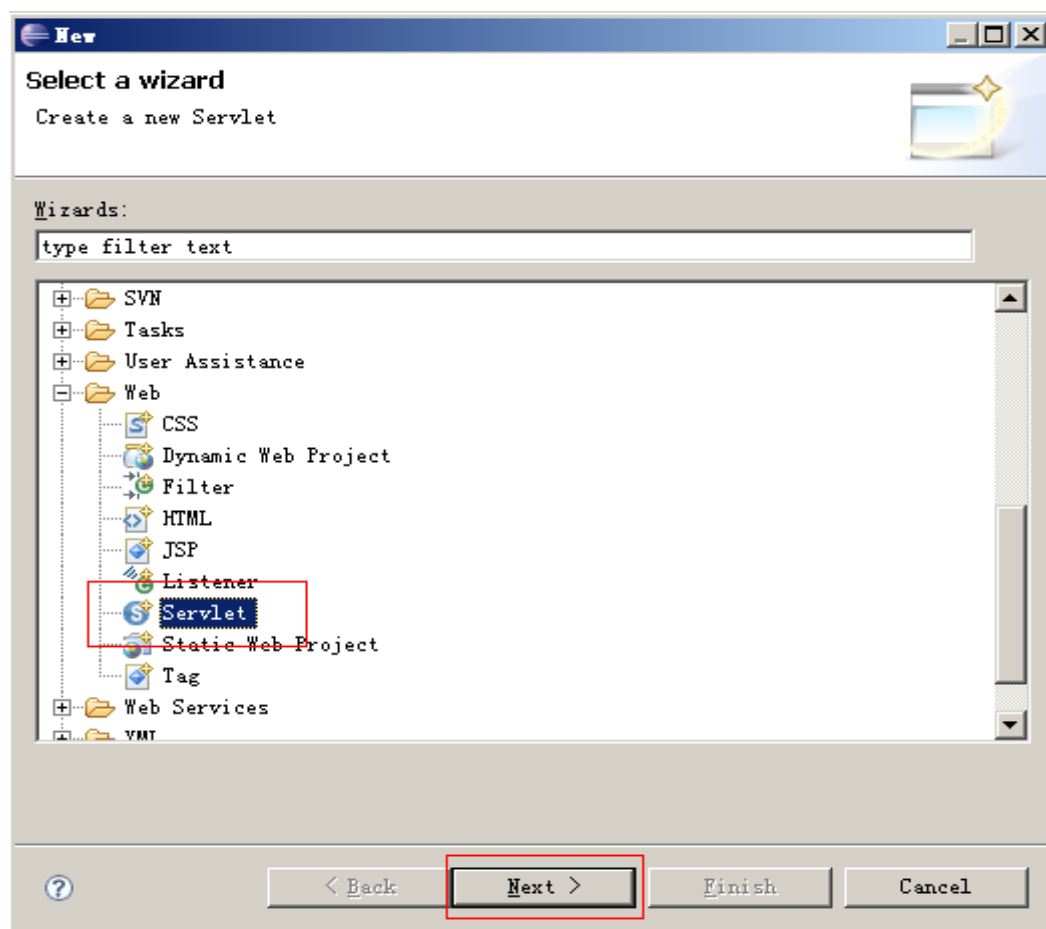 New
Select a wizard
Create a new Servlet
Wizards:
type filter text
SVN
Tasks
User Assistance
Web
CSS
Dynamic Web Project
Filter
HTML
JSP
Listener
Servlet
Static Web Project
Tag
Web Services
XML
? < Back Next > Finish Cancel